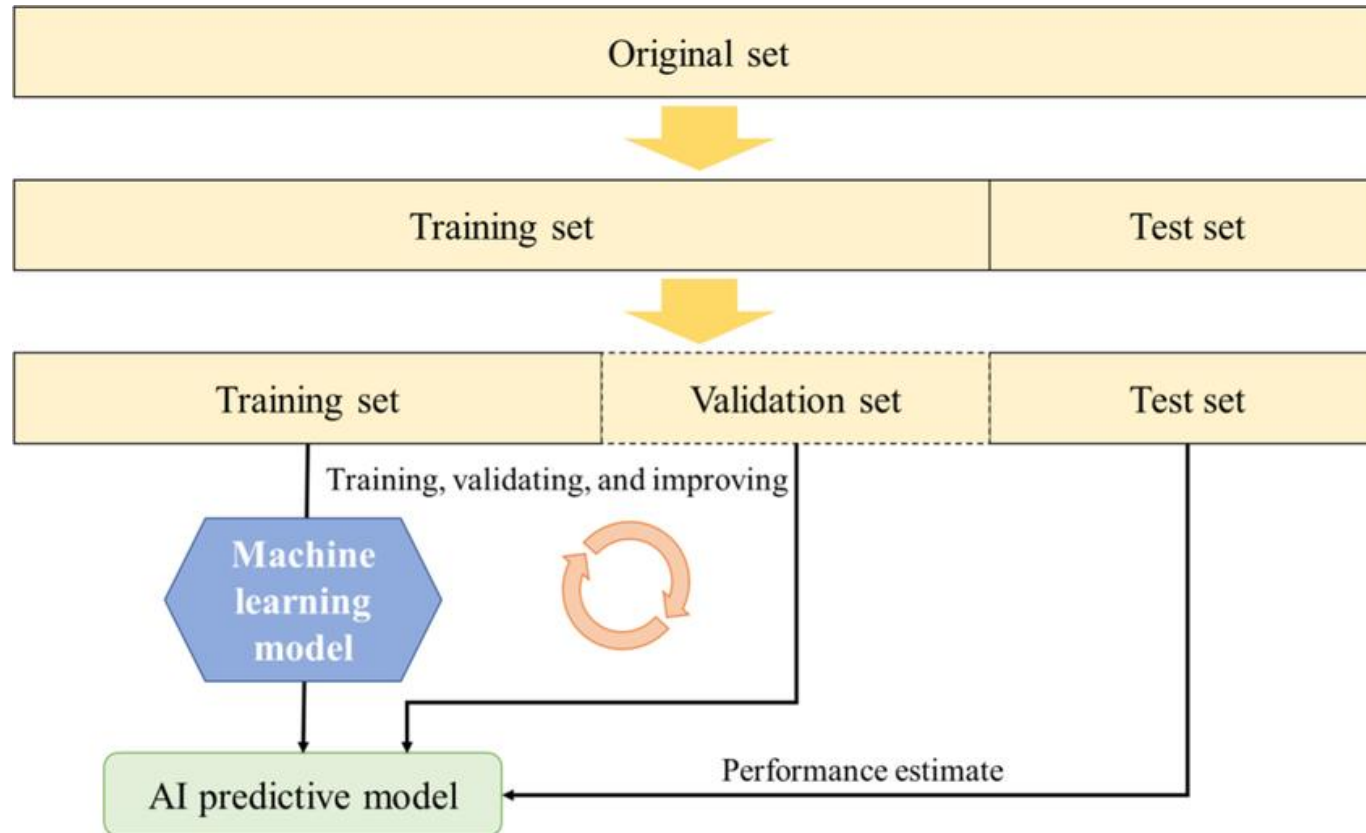 Original set
Training set
Test set
Training set
Validation set
Test set
Training, validating, and improving
Machine
learning
model
Performance estimate
AI predictive model